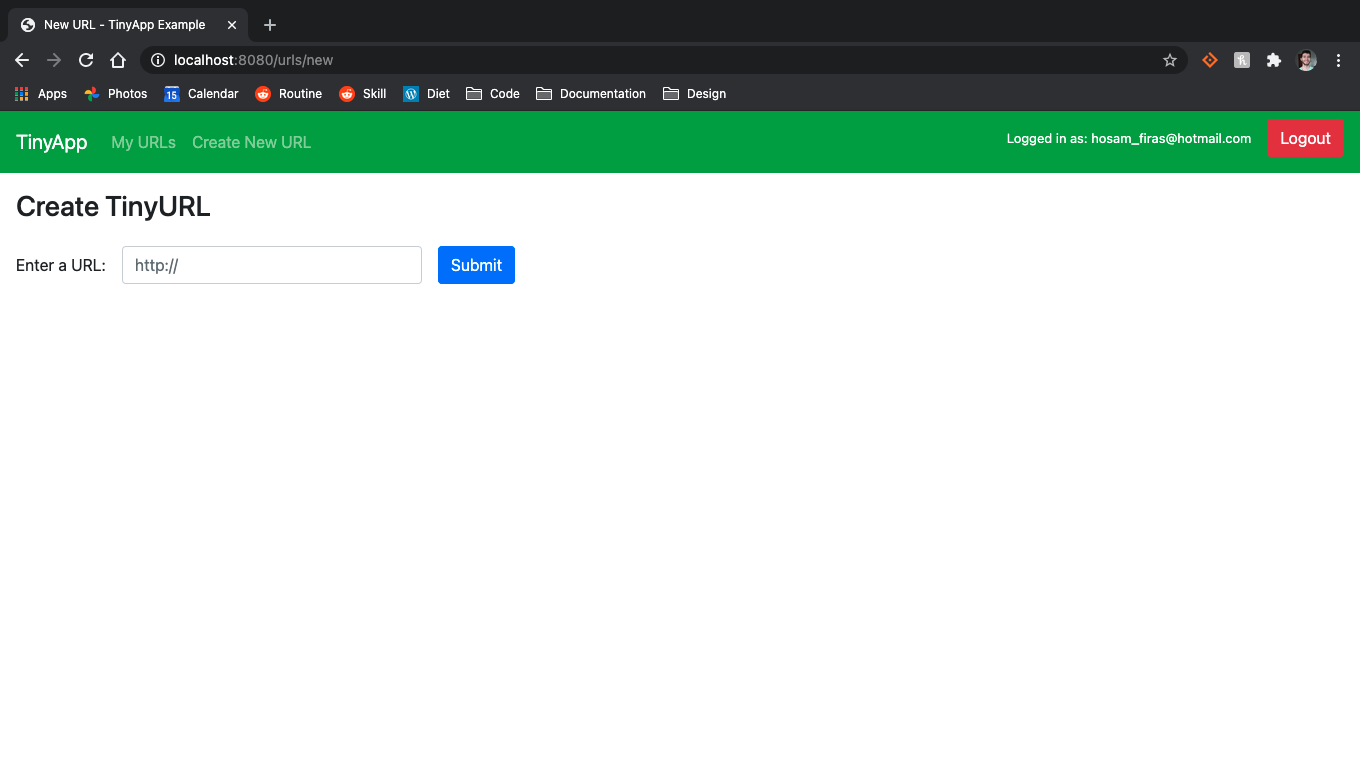 New URL - TinyApp Example
localhost:8080/urls/new
Apps Photos 15 Calendar Routine Skill Diet Code Documentation Design
TinyApp My URLs Create New URL Logged in as: hosam_firas@hotmail.com Logout
Create TinyURL
Enter a URL: http:// Submit